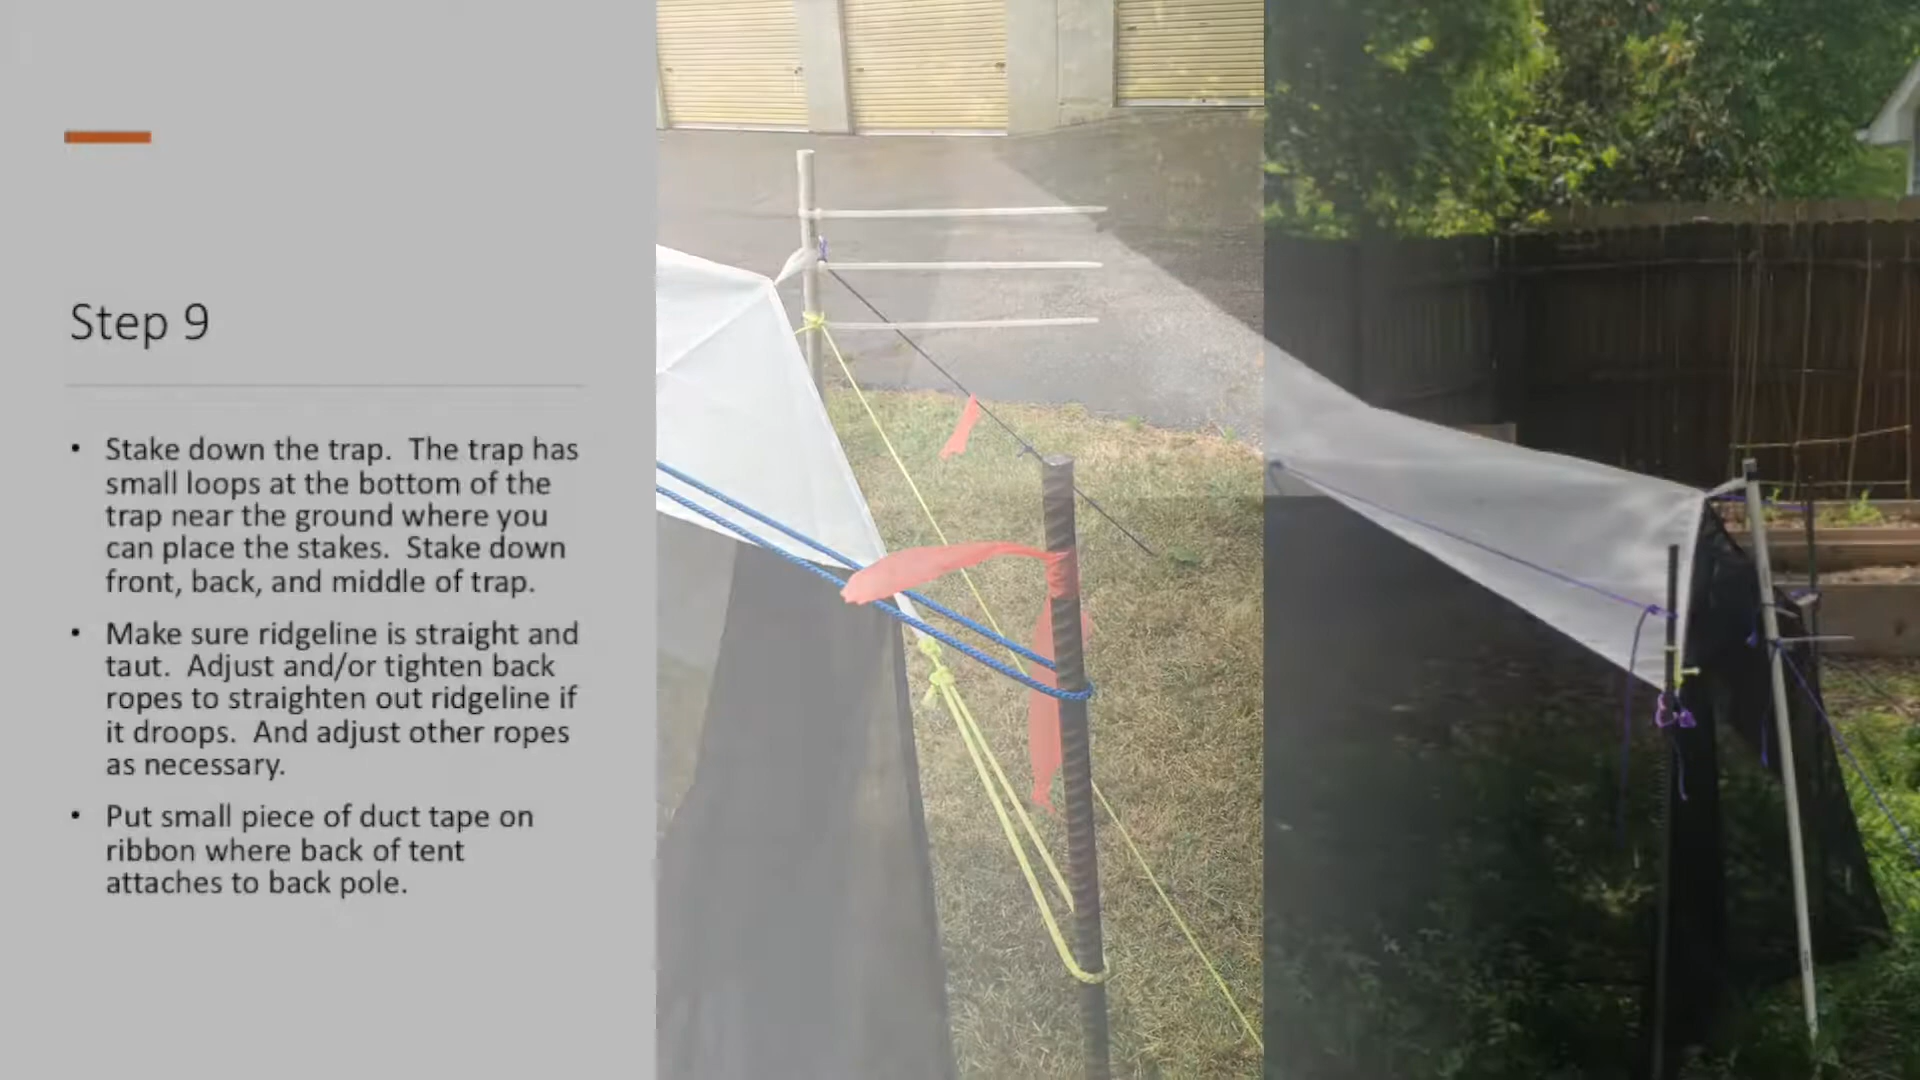 Step 9
• Stake down the trap. The trap has
small loops at the bottom of the
trap near the ground where you
can place the stakes. Stake down
front, back, and middle of trap.
• Make sure ridgeline is straight and
taut. Adjust and/or tighten back
ropes to straighten out ridgeline if
it droops. And adjust other ropes
as necessary.
• Put small piece of duct tape on
ribbon where back of tent
attaches to back pole.